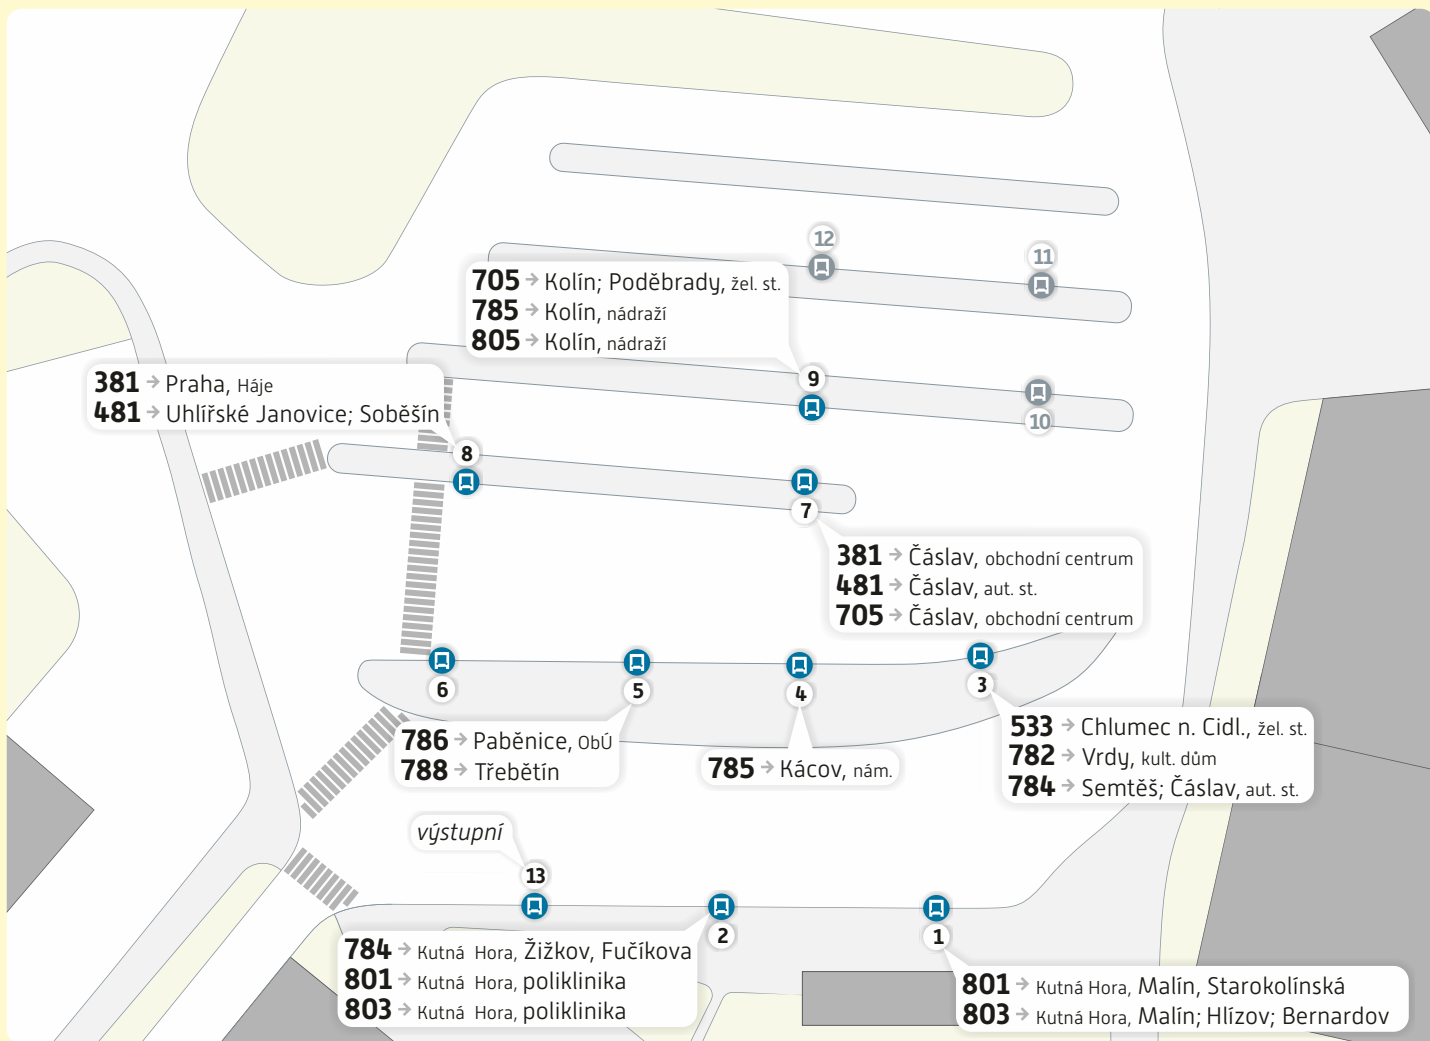 12
11
705 → Kolín; Poděbrady, žel. st.
785 → Kolín, nádraží
805 → Kolín, nádraží
9
10
381 → Praha, Háje
481 → Uhlířské Janovice; Soběšín
8
7
381 → Čáslav, obchodní centrum
481 → Čáslav, aut. st.
705 → Čáslav, obchodní centrum
6
5
4
3
786 → Paběnice, ObÚ
788 → Třebětín
785 → Kácov, nám.
533 → Chlumec n. Cidl., žel. st.
782 → Vrdy, kult. dům
784 → Semtěš; Čáslav, aut. st.
výstupní
13
2
1
784 → Kutná Hora, Žižkov, Fučíkova
801 → Kutná Hora, poliklinika
803 → Kutná Hora, poliklinika
801 → Kutná Hora, Malín, Starokolínská
803 → Kutná Hora, Malín; Hlízov; Bernardov